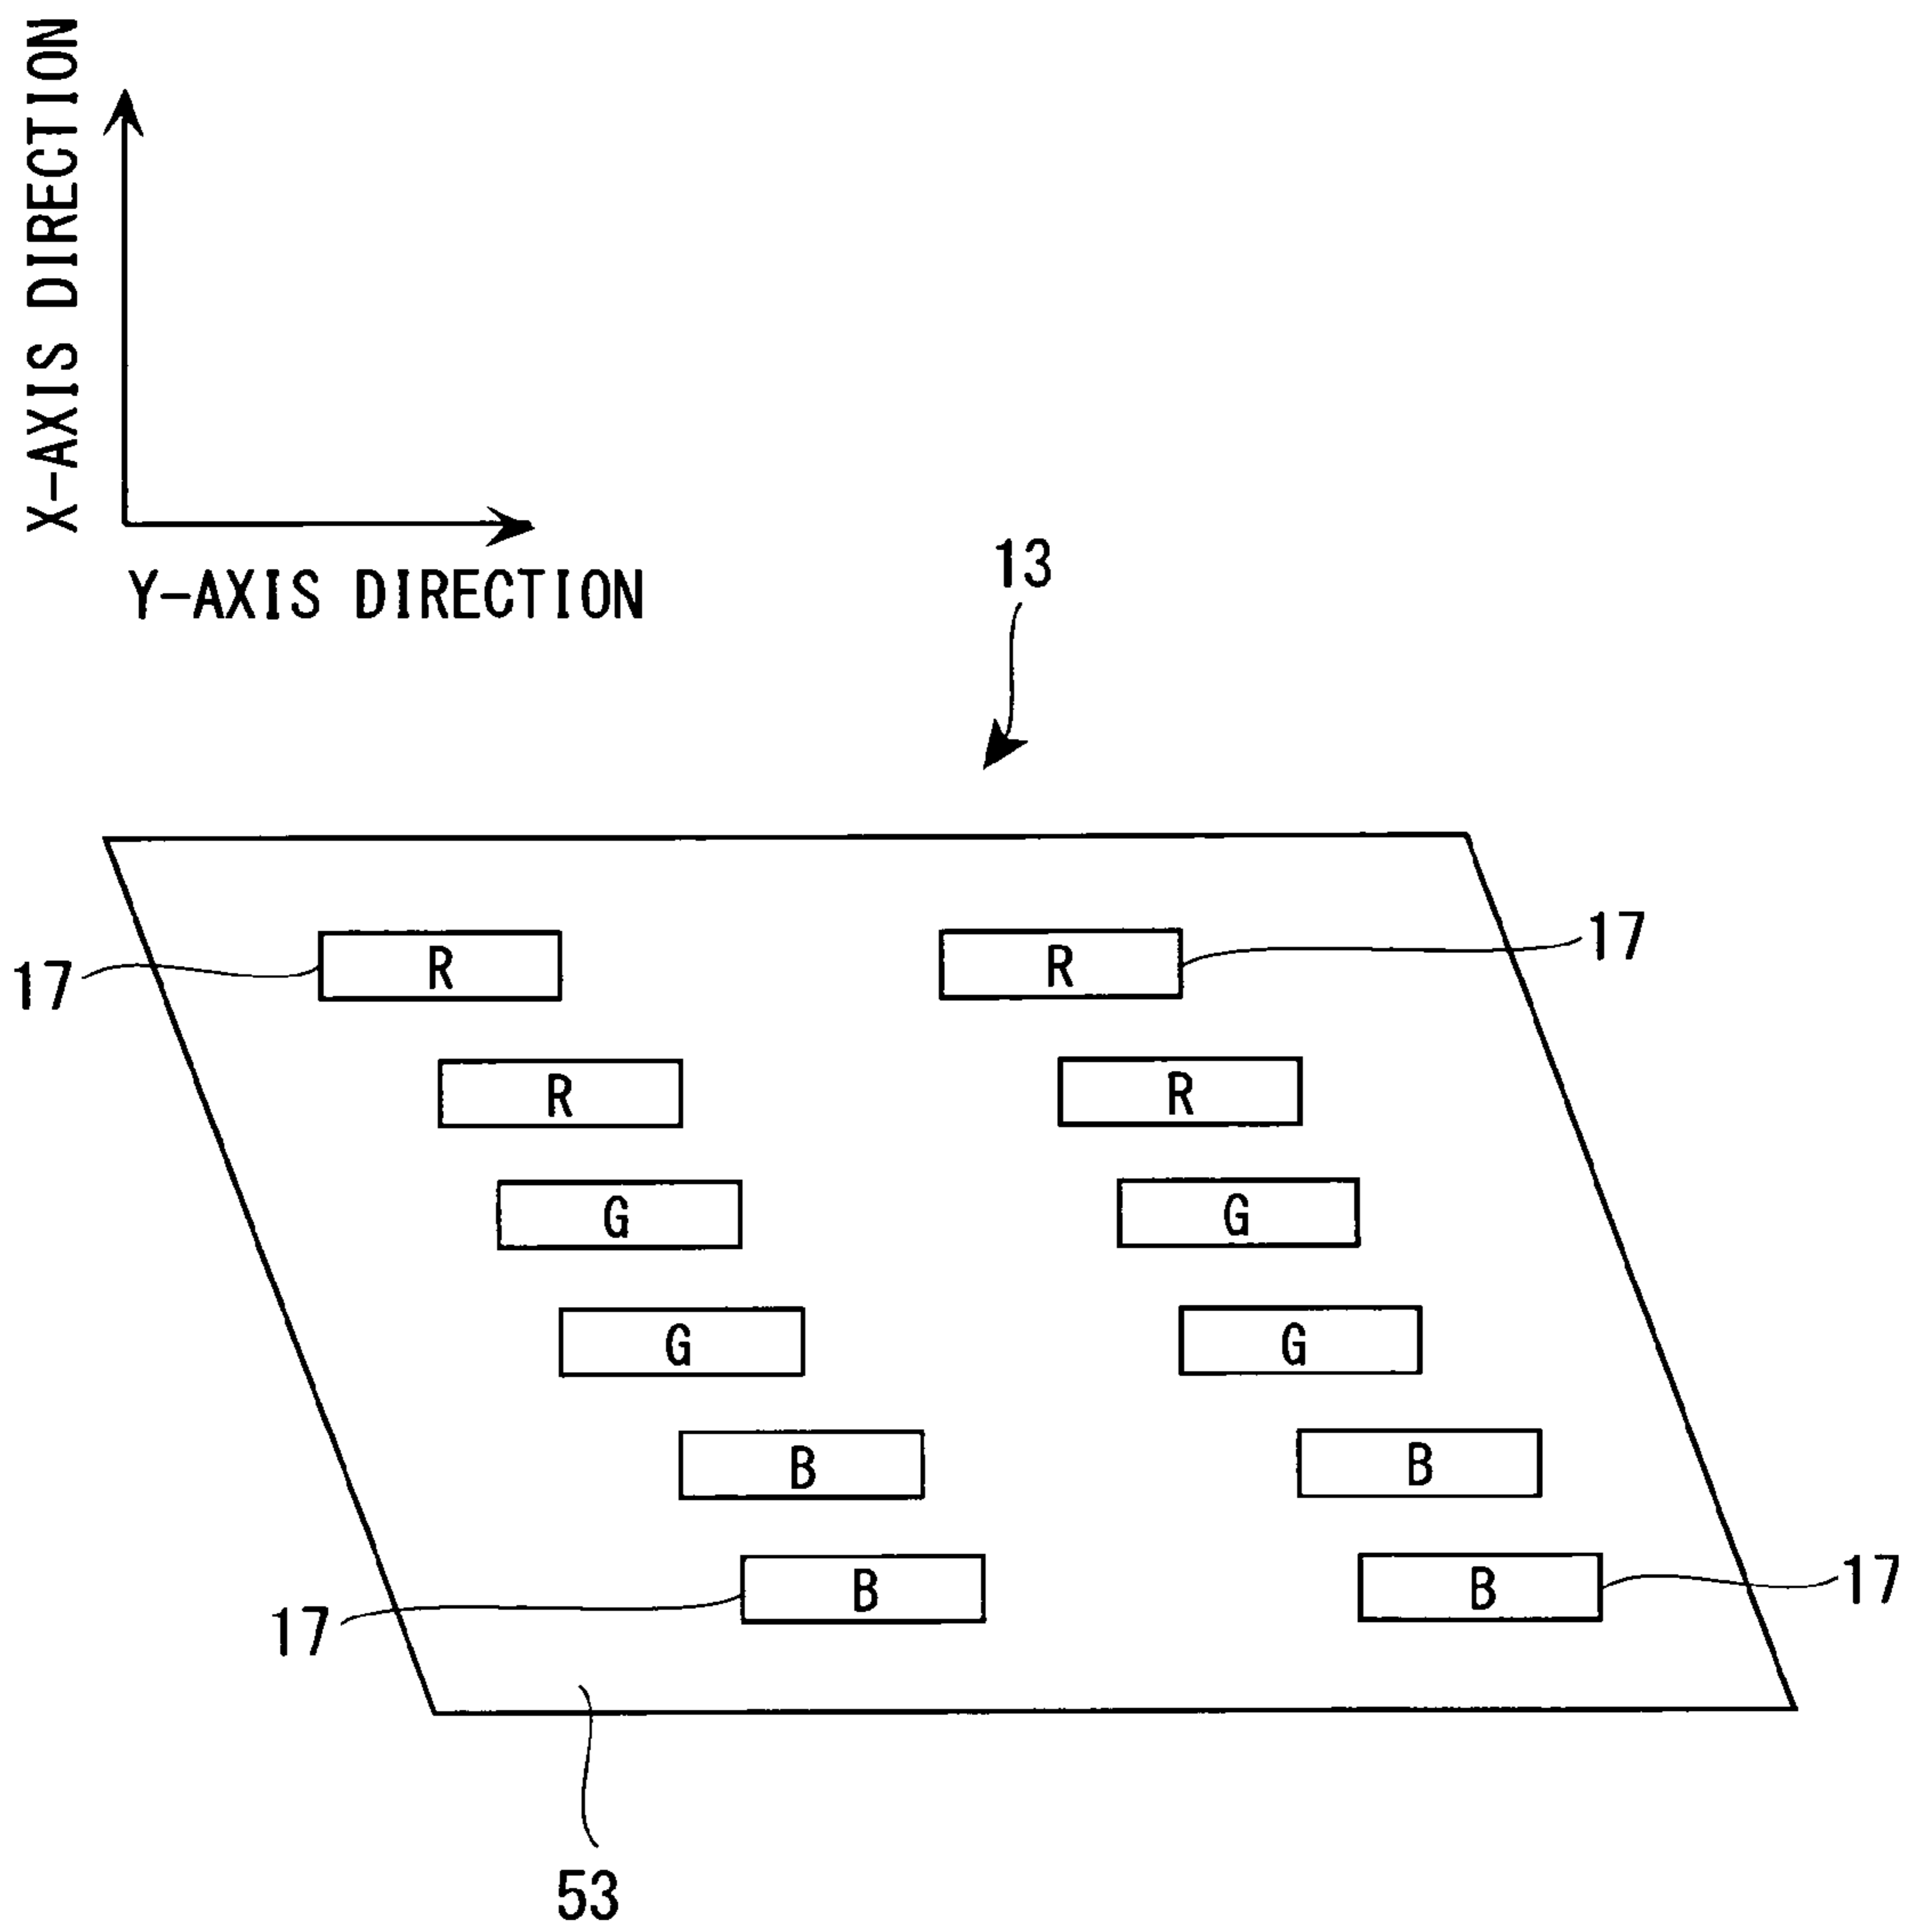 X-AXIS DIRECTION
Y-AXIS DIRECTION
13
17
R
R
17
R
R
G
G
G
G
B
B
17
B
B
17
53